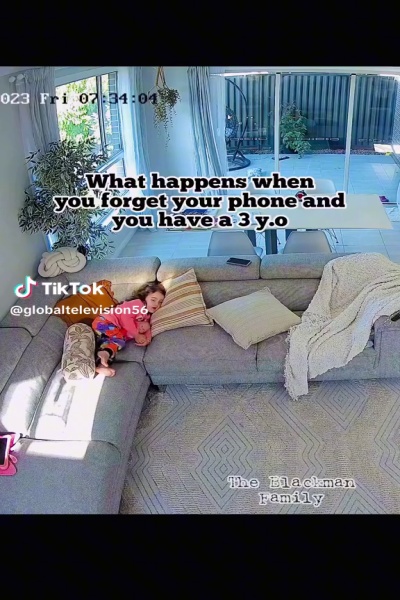 023 Fri 07:34:04
What happens when
you forget your phone and
you have a 3 y.o
TikTok
@globaltelevision56
The Blackman
Family